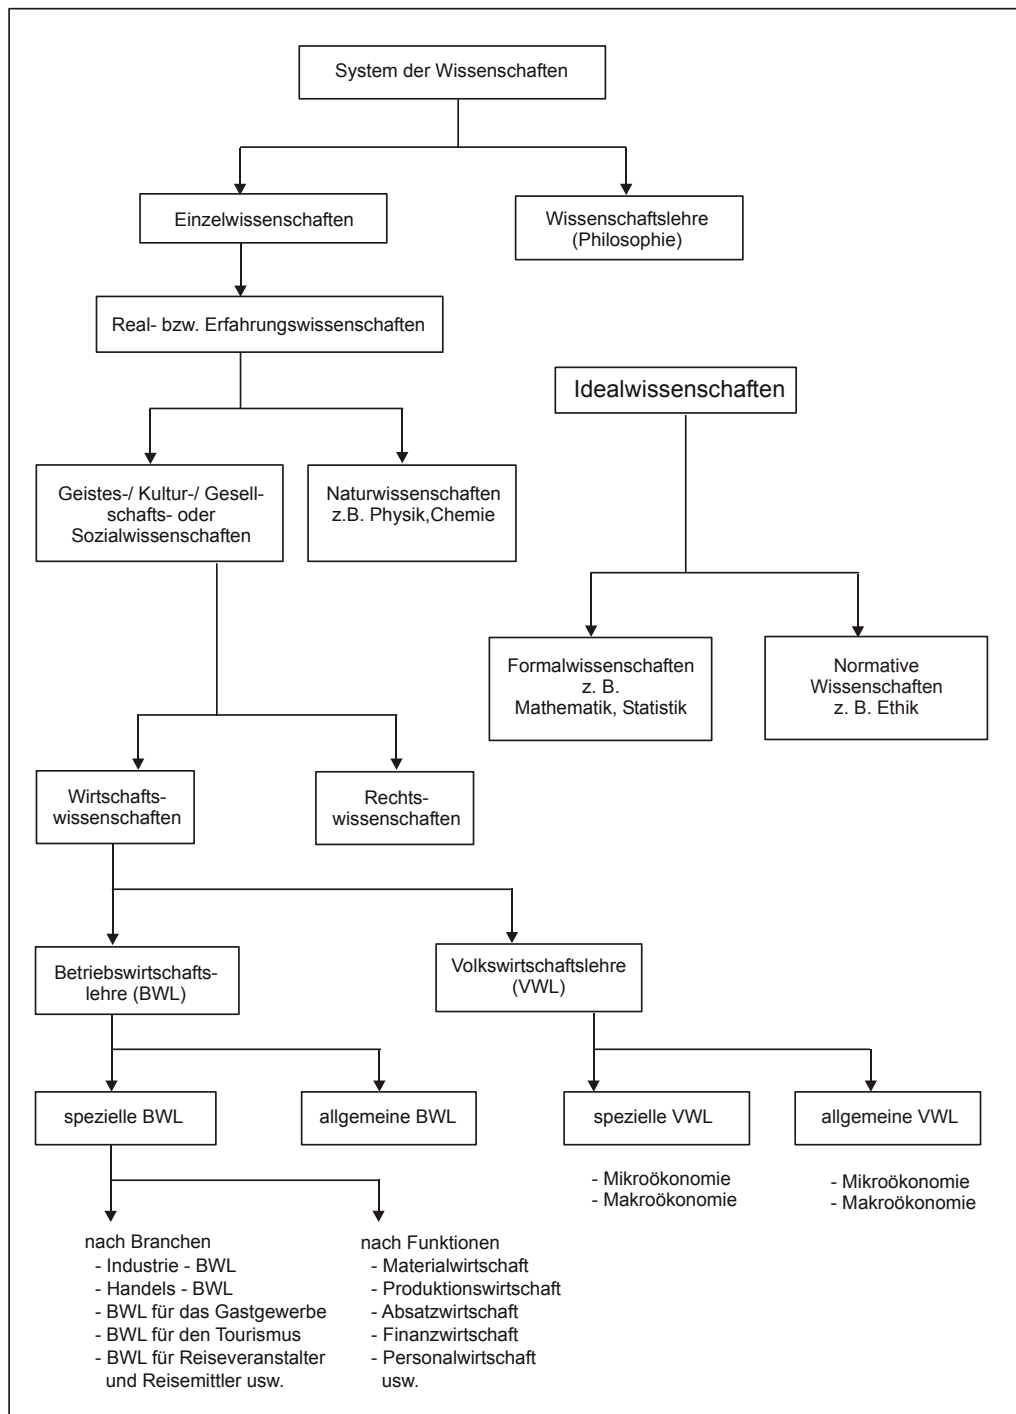 System der Wissenschaften
Einzelwissenschaften
Wissenschaftslehre
(Philosophie)
Real- bzw. Erfahrungswissenschaften
Idealwissenschaften
Geistes-/ Kultur-/ Gesell-
schafts- oder
Sozialwissenschaften
Naturwissenschaften
z.B. Physik,Chemie
Formalwissenschaften
z. B.
Mathematik, Statistik
Normative
Wissenschaften
z. B. Ethik
Wirtschafts-
wissenschaften
Rechts-
wissenschaften
Betriebswirtschafts-
lehre (BWL)
Volkswirtschaftslehre
(VWL)
spezielle BWL
allgemeine BWL
spezielle VWL
allgemeine VWL
- Mikroökonomie
- Makroökonomie
- Mikroökonomie
- Makroökonomie
nach Branchen
- Industrie - BWL
- Handels - BWL
- BWL für das Gastgewerbe
- BWL für den Tourismus
- BWL für Reiseveranstalter
und Reisemittler usw.
nach Funktionen
- Materialwirtschaft
- Produktionswirtschaft
- Absatzwirtschaft
- Finanzwirtschaft
- Personalwirtschaft
usw.